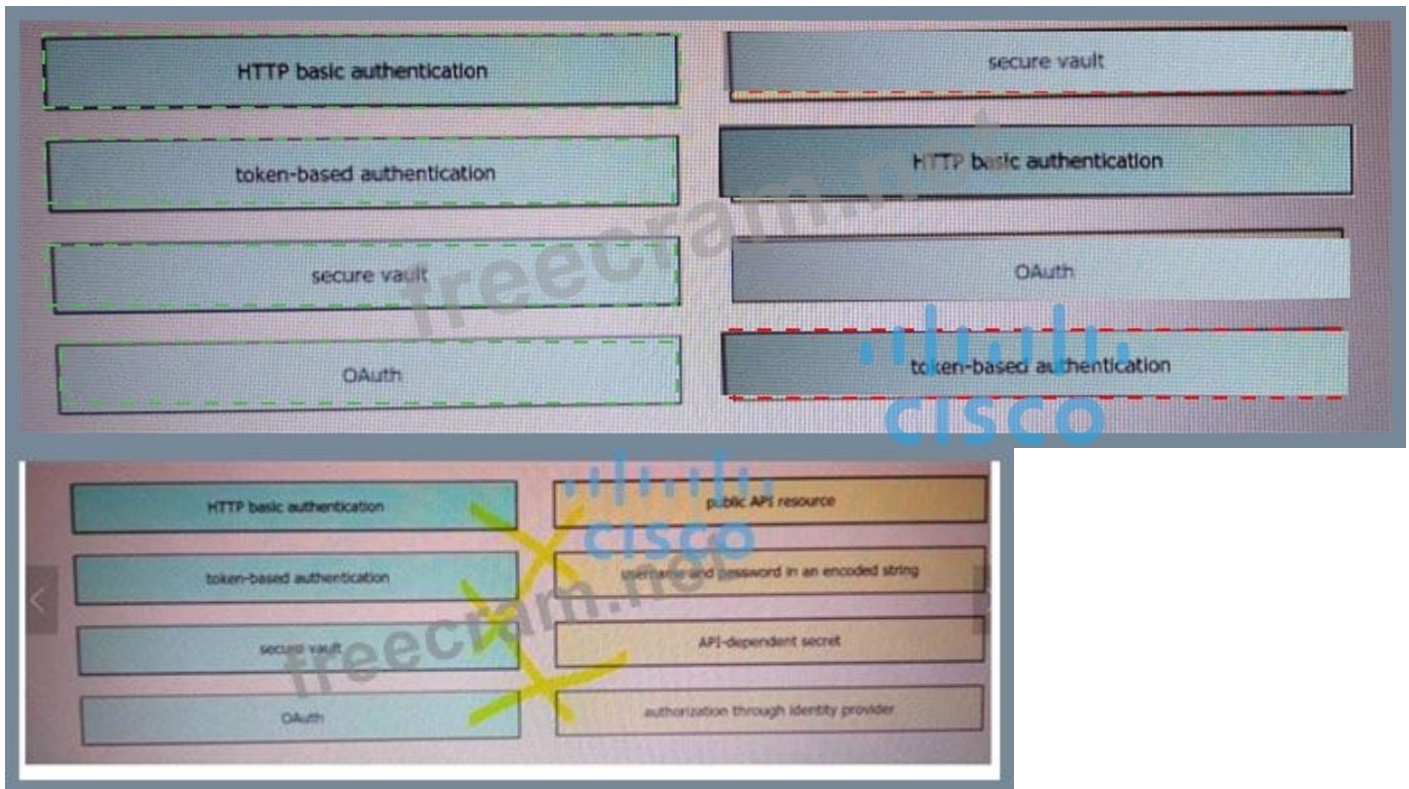 HTTP basic authentication
secure vault
token-based authentication
HTTP basic authentication
secure vault
OAuth
OAuth
token-based authentication
freecram.net
CISCO
HTTP basic authentication
public API resource
token-based authentication
username and password in an encoded string
secure vault
API-dependent secret
OAuth
authorization through identity provider
CISCO
freecram.net